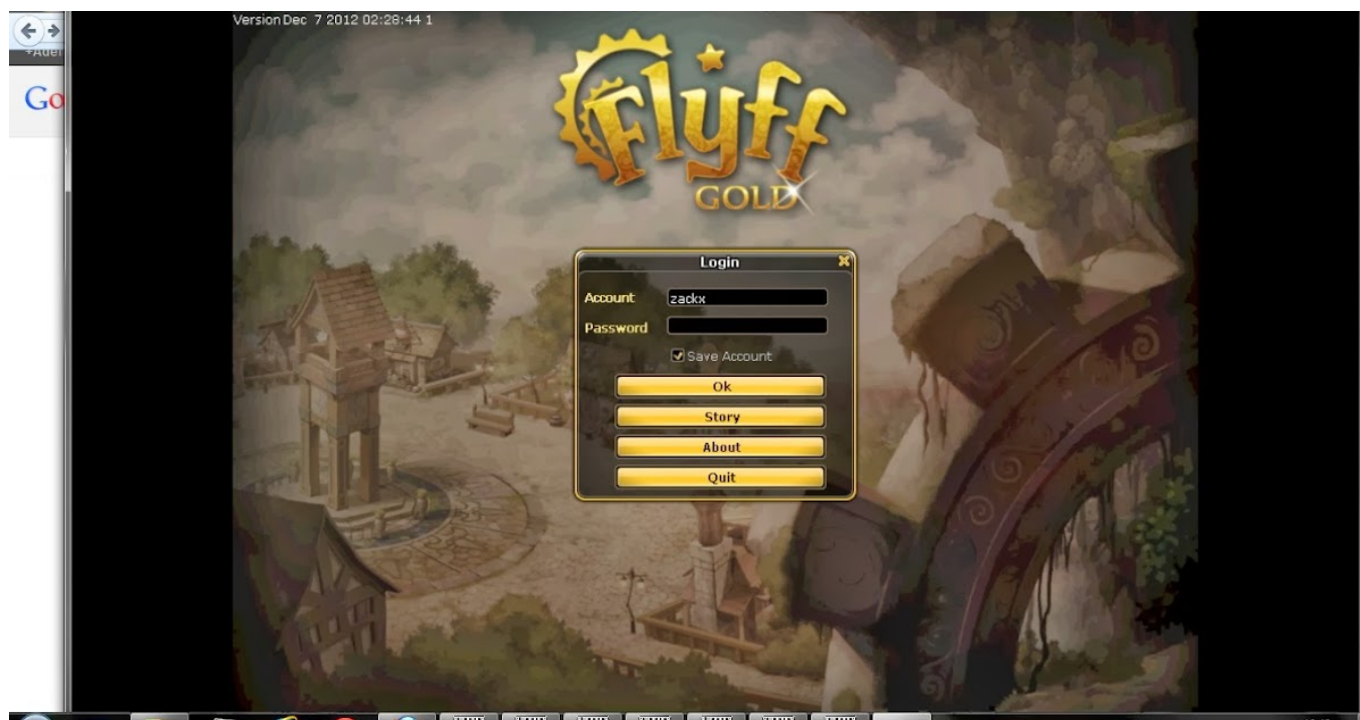 Version Dec 7 2012 02:28:44 1
Go
Flyff
GOLD
Login
Account zackx
Password
Save Account
Ok
Story
About
Quit